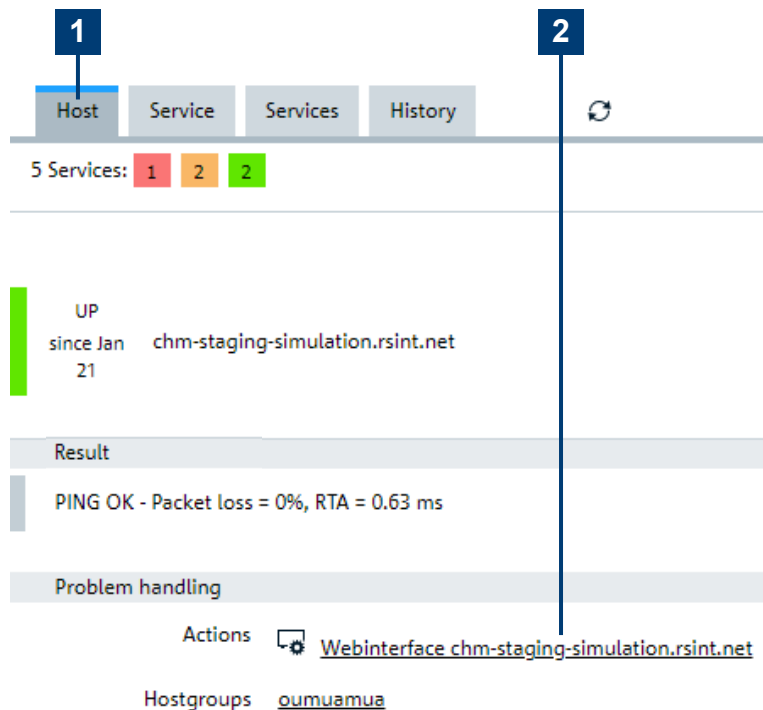 1 2
Host Service Services History
5 Services: 1 2 2
UP
since Jan
21
chm-staging-simulation.rsint.net
Result
PING OK - Packet loss = 0%, RTA = 0.63 ms
Problem handling
Actions Webinterface chm-staging-simulation.rsint.net
Hostgroups oumuamua